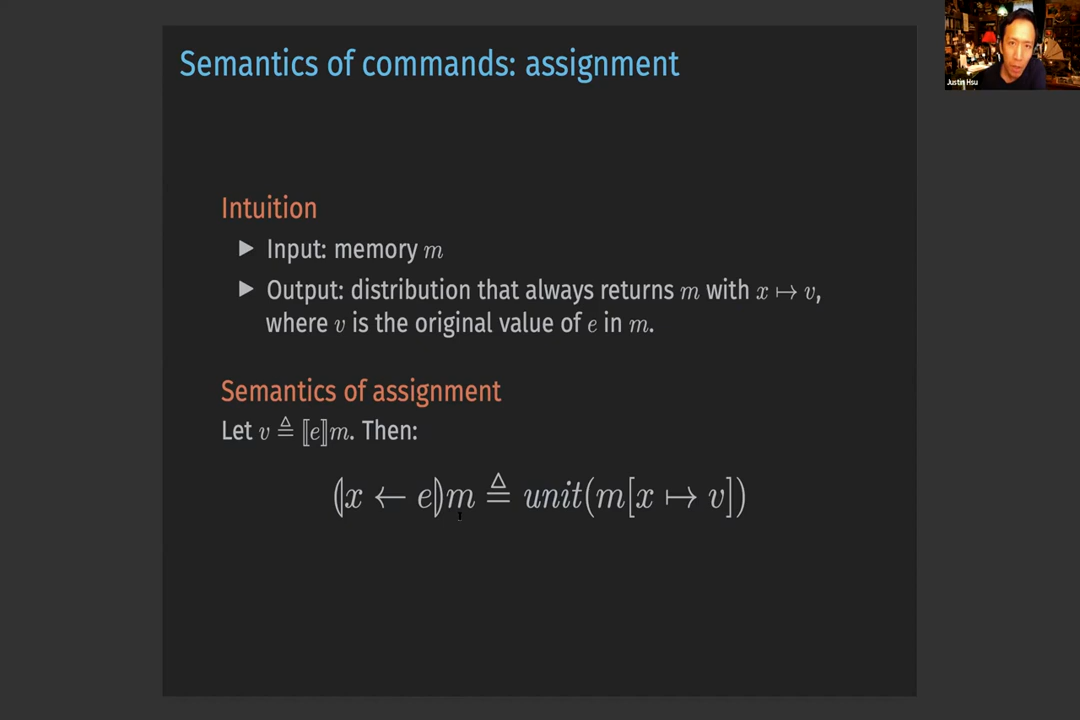 Semantics of commands: assignment
Justin Hsu
Intuition
▶ Input: memory m
▶ Output: distribution that always returns m with x ↦ v,
where v is the original value of e in m.
Semantics of assignment
Let v ≜ ⟦e⟧m. Then:
⦇x ← e⦈m ≜ unit(m[x ↦ v])